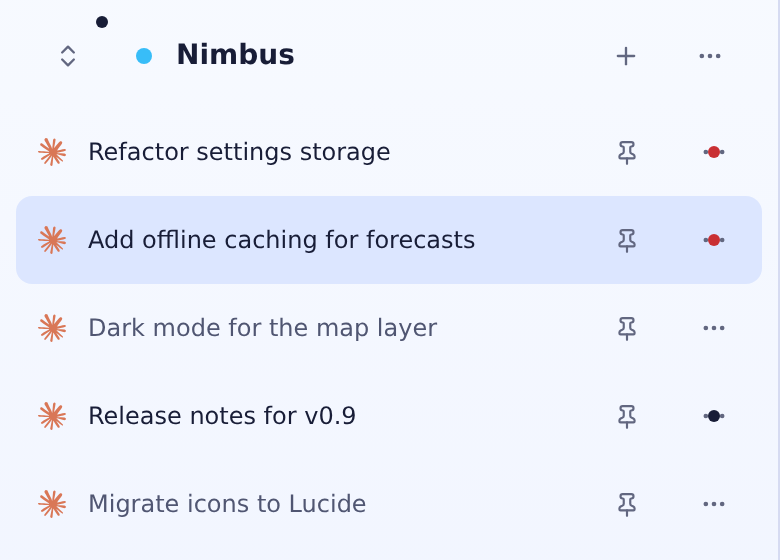 Nimbus
Refactor settings storage
Add offline caching for forecasts
Dark mode for the map layer
Release notes for v0.9
Migrate icons to Lucide